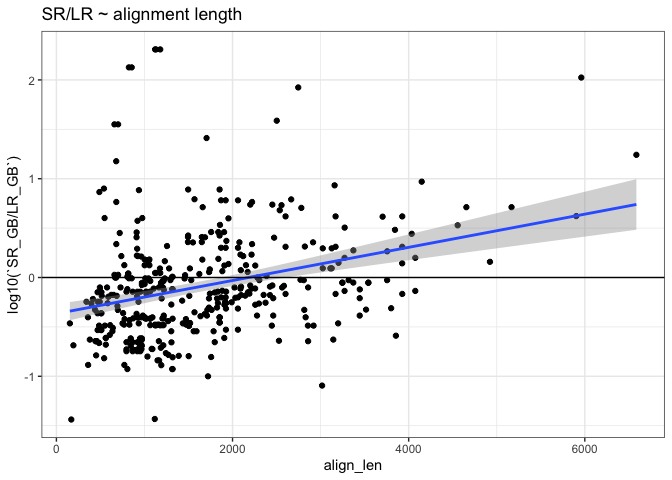 SR/LR ~ alignment length
log10(`SR_GB/LR_GB`)
2
1
0
-1
0
2000
4000
6000
align_len